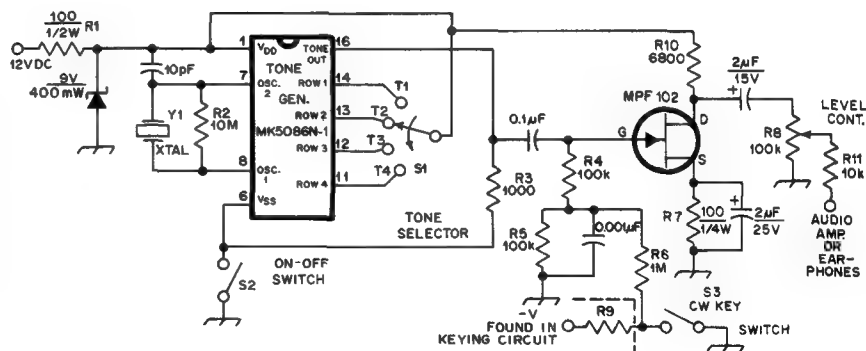 100
1/2W R1
12VDC
9V
400mW
10pF
Y1
XTAL
R2
10M
1
7
8
6
VDD
OSC.
2
OSC.
1
VSS
TONE
OUT
TONE
GEN.
MK5086N-1
ROW 1
ROW 2
ROW 3
ROW 4
16
14
13
12
11
T1
T2
T3
T4
S1
TONE
SELECTOR
S2
ON-OFF
SWITCH
R3
1000
0.1µF
R4
100k
R5
100k
0.001µF
R6
1M
-V
FOUND IN
KEYING CIRCUIT
R9
S3
CW KEY
SWITCH
R10
6800
MPF 102
G
D
S
2µF
15V
R7
100
1/4W
2µF
25V
LEVEL
CONT.
R8
100k
R11
10k
AUDIO
AMP.
OR
EAR-
PHONES